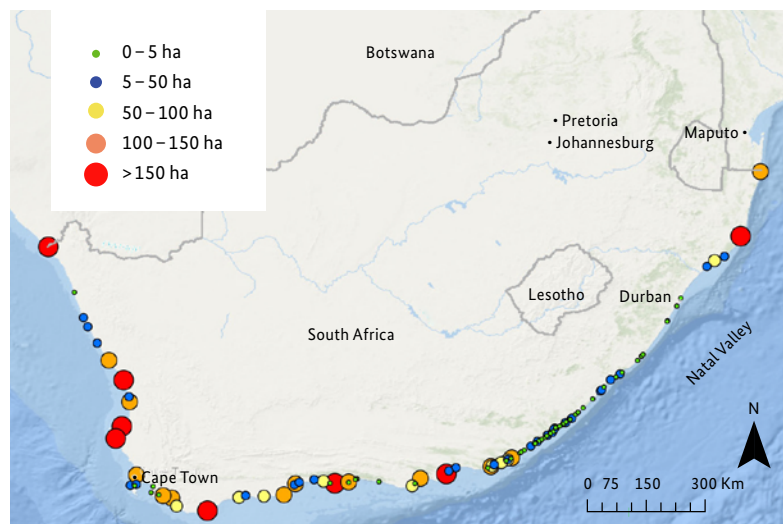 0 – 5 ha
5 – 50 ha
50 – 100 ha
100 – 150 ha
> 150 ha
Botswana
Pretoria
Johannesburg
Maputo
Lesotho
Durban
South Africa
Natal Valley
Cape Town
N
0 75 150 300 Km